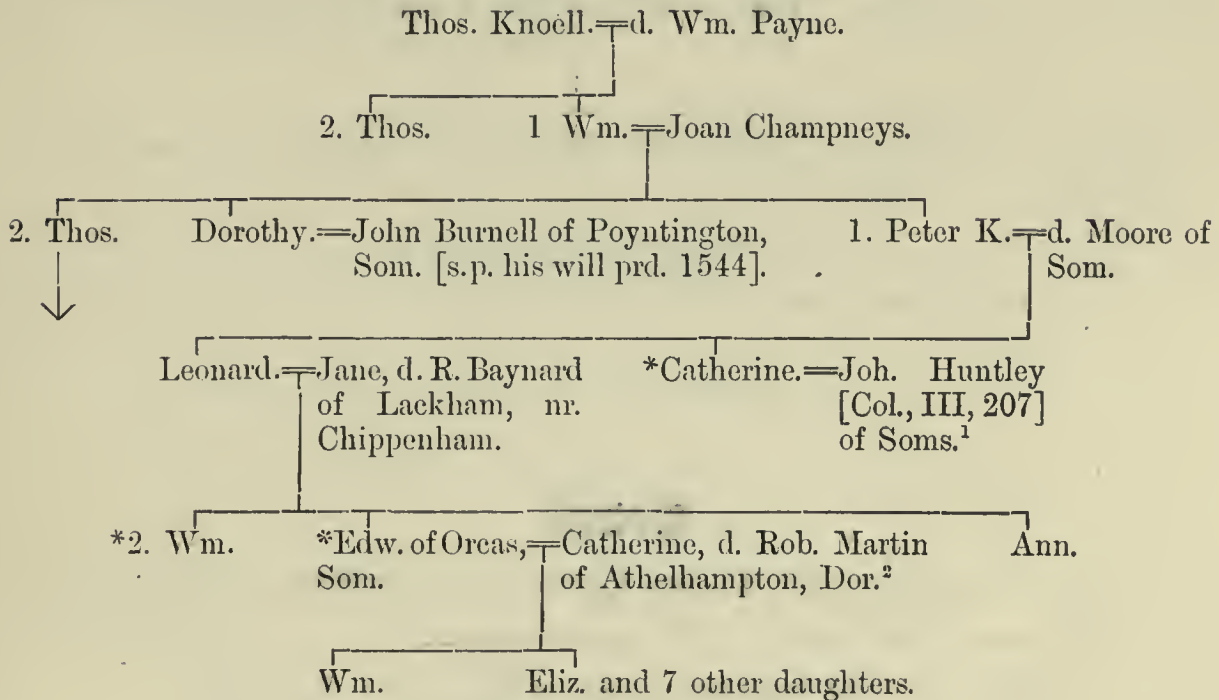 Thos. Knoell.=d. Wm. Payne.
2. Thos. 1 Wm.=Joan Champneys.
2. Thos. Dorothy.=John Burnell of Poyntington, 1. Peter K.=d. Moore of
Som. [s.p. his will prd. 1544]. Som.
Leonard.=Jane, d. R. Baynard *Catherine.=Joh. Huntley
of Lackham, nr. [Col., III, 207]
Chippenham. of Soms.¹
*2. Wm. *Edw. of Orcas,=Catherine, d. Rob. Martin Ann.
Som. of Athelhampton, Dor.²
Wm. Eliz. and 7 other daughters.